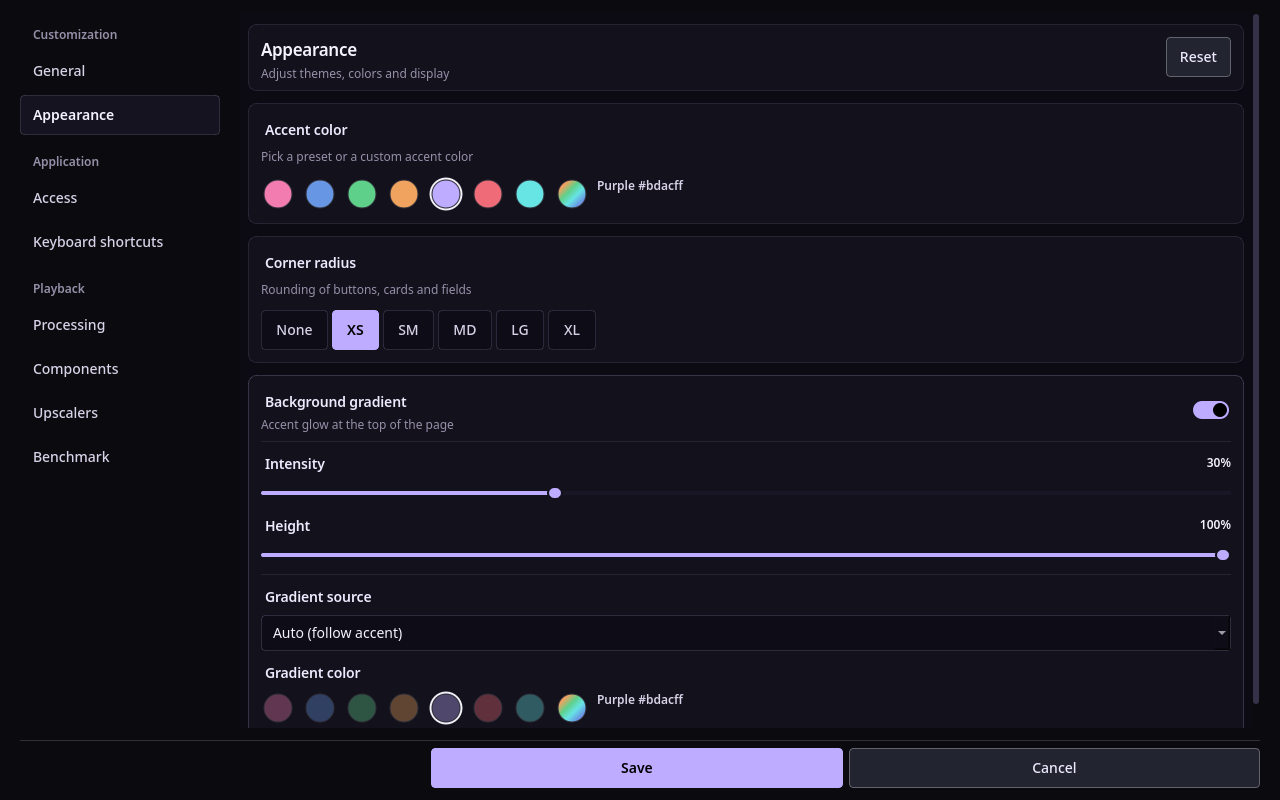 Customization
General
Appearance
Application
Access
Keyboard shortcuts
Playback
Processing
Components
Upscalers
Benchmark
Appearance
Adjust themes, colors and display
Reset
Accent color
Pick a preset or a custom accent color
Purple #bdacff
Corner radius
Rounding of buttons, cards and fields
None XS SM MD LG XL
Background gradient
Accent glow at the top of the page
Intensity 30%
Height 100%
Gradient source
Auto (follow accent)
Gradient color
Purple #bdacff
Save Cancel